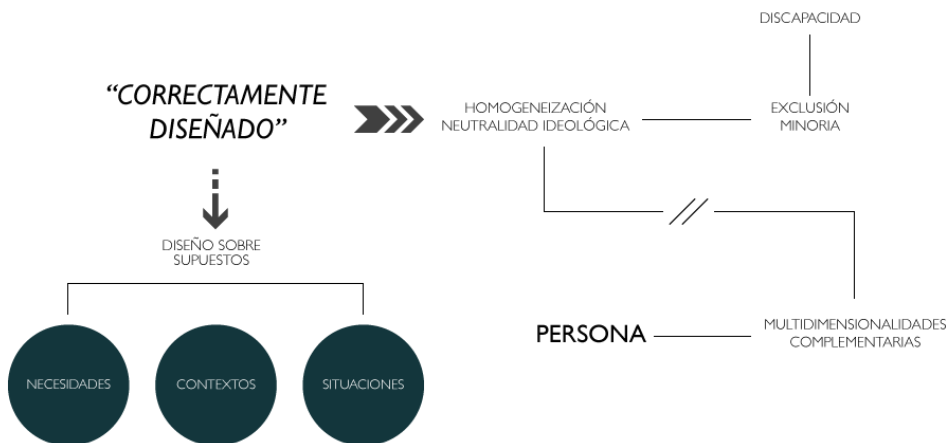 DISCAPACIDAD
“CORRECTAMENTE
DISEÑADO”
HOMOGENEIZACIÓN
NEUTRALIDAD IDEOLÓGICA
EXCLUSIÓN
MINORIA
DISEÑO SOBRE
SUPUESTOS
PERSONA
MULTIDIMENSIONALIDADES
COMPLEMENTARIAS
NECESIDADES
CONTEXTOS
SITUACIONES